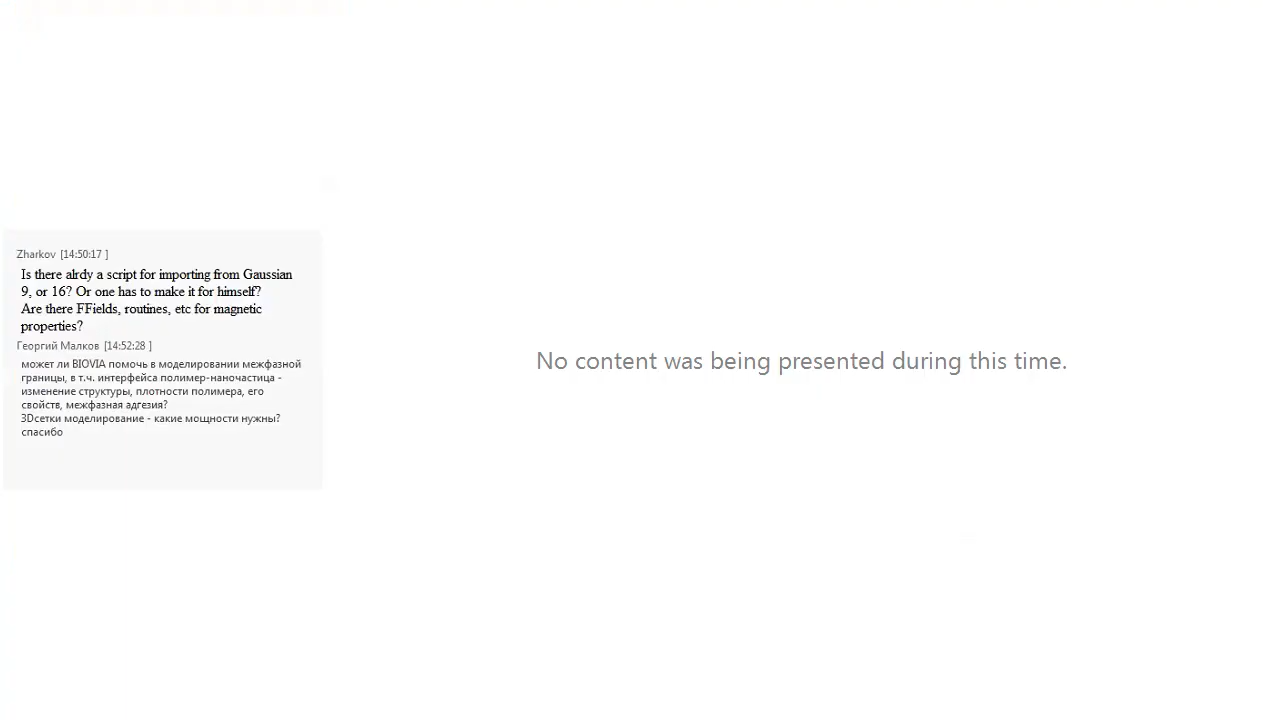 Zharkov [14:50:17 ]
Is there alrdy a script for importing from Gaussian
9, or 16? Or one has to make it for himself?
Are there FFields, routines, etc for magnetic
properties?
Георгий Малков [14:52:28 ]
может ли BIOVIA помочь в моделировании межфазной
границы, в т.ч. интерфейса полимер-наночастица -
изменение структуры, плотности полимера, его
свойств, межфазная адгезия?
3Dсетки моделирование - какие мощности нужны?
спасибо
No content was being presented during this time.